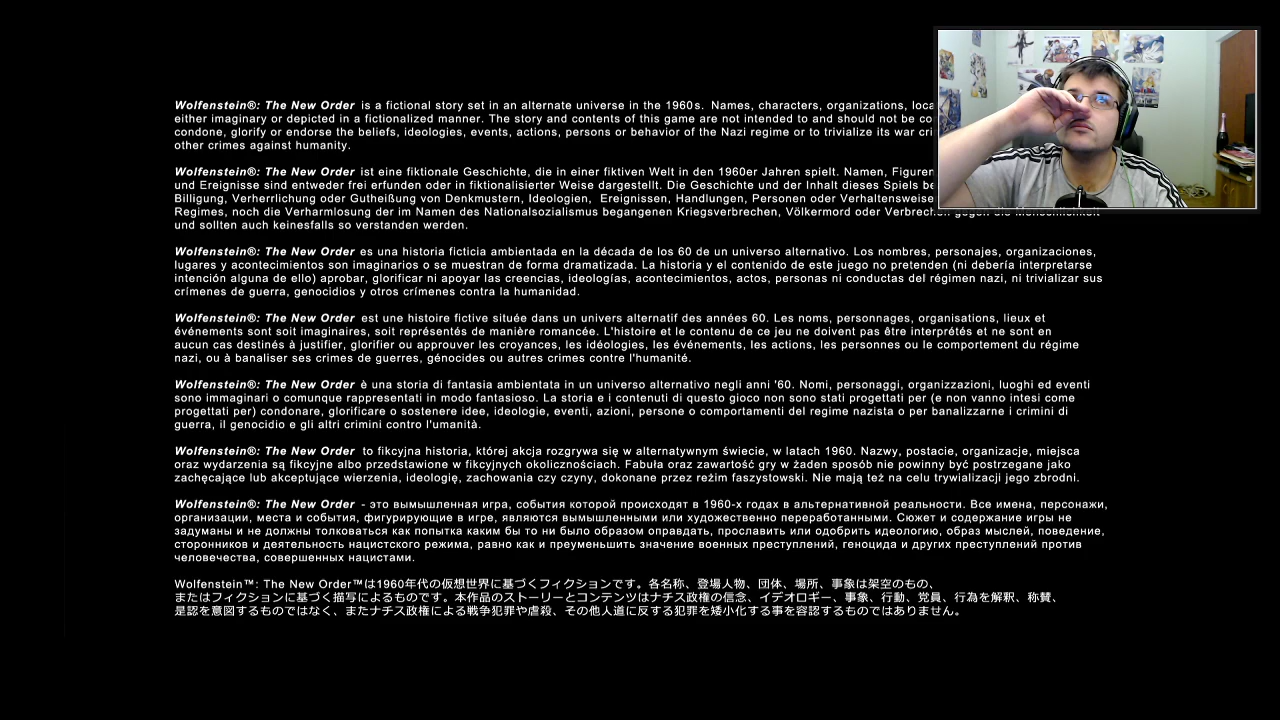 Wolfenstein®: The New Order is a fictional story set in an alternate universe in the 1960s. Names, characters, organizations,
either imaginary or depicted in a fictionalized manner. The story and contents of this game are not intended to and should not be
condone, glorify or endorse the beliefs, ideologies, events, actions, persons or behavior of the Nazi regime or to trivialize its war
other crimes against humanity.
Wolfenstein®: The New Order ist eine fiktionale Geschichte, die in einer fiktiven Welt in den 1960er Jahren spielt. Namen, Figuren
und Ereignisse sind entweder frei erfunden oder in fiktionalisierter Weise dargestellt. Die Geschichte und der Inhalt dieses Spiels
Billigung, Verherrlichung oder Gutheißung von Denkmustern, Ideologien, Ereignissen, Handlungen, Personen oder Verhaltensweise
Regimes, noch die Verharmlosung der im Namen des Nationalsozialismus begangenen Kriegsverbrechen, Völkermord oder Verbrechen gegen die Menschlichkeit
und sollten auch keinesfalls so verstanden werden.
Wolfenstein®: The New Order es una historia ficticia ambientada en la década de los 60 de un universo alternativo. Los nombres, personajes, organizaciones,
lugares y acontecimientos son imaginarios o se muestran de forma dramatizada. La historia y el contenido de este juego no pretenden (ni debería interpretarse
intención alguna de ello) aprobar, glorificar ni apoyar las creencias, ideologías, acontecimientos, actos, personas ni conductas del régimen nazi, ni trivializar sus
crímenes de guerra, genocidios y otros crímenes contra la humanidad.
Wolfenstein®: The New Order est une histoire fictive située dans un univers alternatif des années 60. Les noms, personnages, organisations, lieux et
événements sont soit imaginaires, soit représentés de manière romancée. L'histoire et le contenu de ce jeu ne doivent pas être interprétés et ne sont en
aucun cas destinés à justifier, glorifier ou approuver les croyances, les idéologies, les événements, les actions, les personnes ou le comportement du régime
nazi, ou à banaliser ses crimes de guerres, génocides ou autres crimes contre l'humanité.
Wolfenstein®: The New Order è una storia di fantasia ambientata in un universo alternativo negli anni '60. Nomi, personaggi, organizzazioni, luoghi ed eventi
sono immaginari o comunque rappresentati in modo fantasioso. La storia e i contenuti di questo gioco non sono stati progettati per (e non vanno intesi come
progettati per) condonare, glorificare o sostenere idee, ideologie, eventi, azioni, persone o comportamenti del regime nazista o per banalizzarne i crimini di
guerra, il genocidio e gli altri crimini contro l'umanità.
Wolfenstein®: The New Order to fikcyjna historia, której akcja rozgrywa się w alternatywnym świecie, w latach 1960. Nazwy, postacie, organizacje, miejsca
oraz wydarzenia są fikcyjne albo przedstawione w fikcyjnych okolicznościach. Fabuła oraz zawartość gry w żaden sposób nie powinny być postrzegane jako
zachęcające lub akceptujące wierzenia, ideologię, zachowania czy czyny, dokonane przez reżim faszystowski. Nie mają też na celu trywializacji jego zbrodni.
Wolfenstein®: The New Order - это вымышленная игра, события которой происходят в 1960-х годах в альтернативной реальности. Все имена, персонажи,
организации, места и события, фигурирующие в игре, являются вымышленными или художественно переработанными. Сюжет и содержание игры не
задуманы и не должны толковаться как попытка каким бы то ни было образом оправдать, прославить или одобрить идеологию, образ мыслей, поведение,
сторонников и деятельность нацистского режима, равно как и преуменьшить значение военных преступлений, геноцида и других преступлений против
человечества, совершенных нацистами.
Wolfenstein™: The New Order™は1960年代の仮想世界に基づくフィクションです。各名称、登場人物、団体、場所、事象は架空のもの、
またはフィクションに基づく描写によるものです。本作品のストーリーとコンテンツはナチス政権の信念、イデオロギー、事象、行動、党員、行為を解釈、称賛、
是認を意図するものではなく、またナチス政権による戦争犯罪や虐殺、その他人道に反する犯罪を矮小化する事を容認するものではありません。